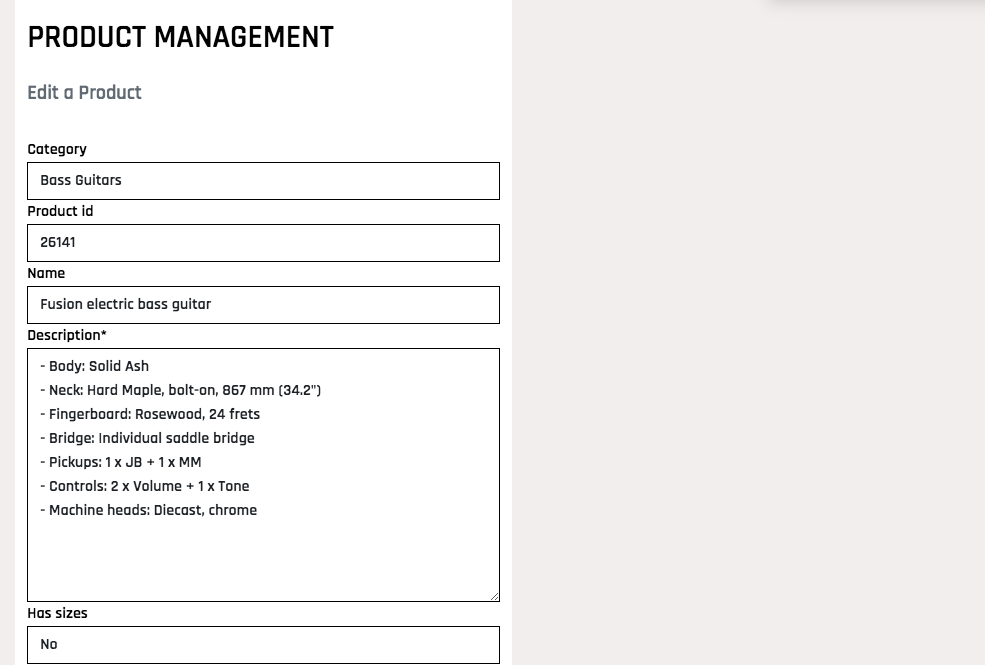 PRODUCT MANAGEMENT
Edit a Product
Category
Bass Guitars
Product id
26141
Name
Fusion electric bass guitar
Description*
- Body: Solid Ash
- Neck: Hard Maple, bolt-on, 867 mm (34.2")
- Fingerboard: Rosewood, 24 frets
- Bridge: Individual saddle bridge
- Pickups: 1 x JB + 1 x MM
- Controls: 2 x Volume + 1 x Tone
- Machine heads: Diecast, chrome
Has sizes
No